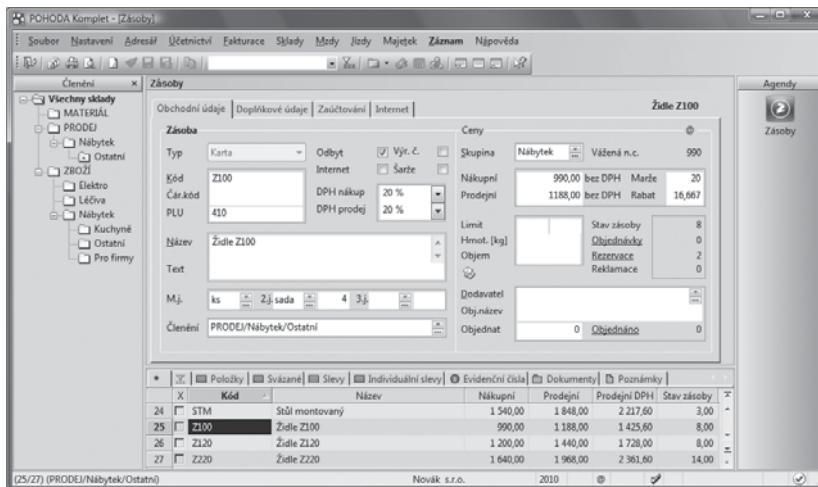 POHODA Komplet - [Zásoby]
Soubor Nastavení Adresář Účetnictví Fakturace Sklady Mzdy Jízdy Majetek Záznam Nápověda
Členění
Všechny sklady
MATERIÁL
PRODEJ
Nábytek
Ostatní
ZBOŽÍ
Elektro
Léčiva
Nábytek
Kuchyně
Ostatní
Pro firmy
Zásoby
Obchodní údaje Doplňkové údaje Zaúčtování Internet Židle Z100
Zásoba
Typ Karta Odbyt Výr. č.
Internet Šarže
Kód Z100
Čár.kód DPH nákup 20 %
PLU 410 DPH prodej 20 %
Název Židle Z100
Text
M.j. ks 2.j. sada 4 3.j.
Členění PRODEJ/Nábytek/Ostatní
Ceny @
Skupina Nábytek Vážená n.c. 990
Nákupní 990,00 bez DPH Marže 20
Prodejní 1188,00 bez DPH Rabat 16,667
Limit Stav zásoby 8
Hmot. [kg] Objednávky 0
Objem Rezervace 2
Reklamace 0
Dodavatel
Obj.název
Objednat 0 Objednáno 0
Agendy
Zásoby
* Položky Svázané Slevy Individuální slevy Evidenční čísla Dokumenty Poznámky
X Kód Název Nákupní Prodejní Prodejní DPH Stav zásoby
24 STM Stůl montovaný 1 540,00 1 848,00 2 217,60 3,00
25 Z100 Židle Z100 990,00 1 188,00 1 425,60 8,00
26 Z120 Židle Z120 1 200,00 1 440,00 1 728,00 8,00
27 Z220 Židle Z220 1 640,00 1 968,00 2 361,60 14,00
(25/27) (PRODEJ/Nábytek/Ostatní) Novák s.r.o. 2010 @